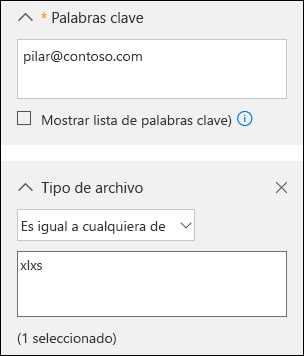 * Palabras clave
pilar@contoso.com
Mostrar lista de palabras clave)
Tipo de archivo
Es igual a cualquiera de
xlxs
(1 seleccionado)